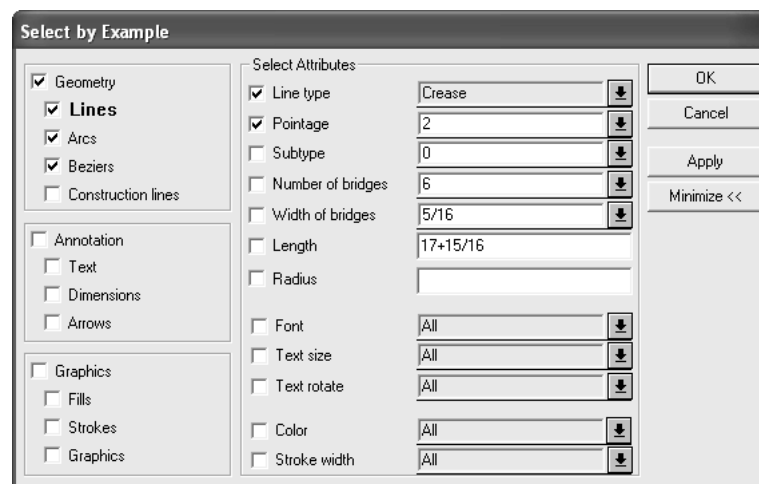 Select by Example
Geometry
Lines
Arcs
Beziers
Construction lines
Annotation
Text
Dimensions
Arrows
Graphics
Fills
Strokes
Graphics
Select Attributes
Line type Crease
Pointage 2
Subtype 0
Number of bridges 6
Width of bridges 5/16
Length 17+15/16
Radius
Font All
Text size All
Text rotate All
Color All
Stroke width All
OK
Cancel
Apply
Minimize <<